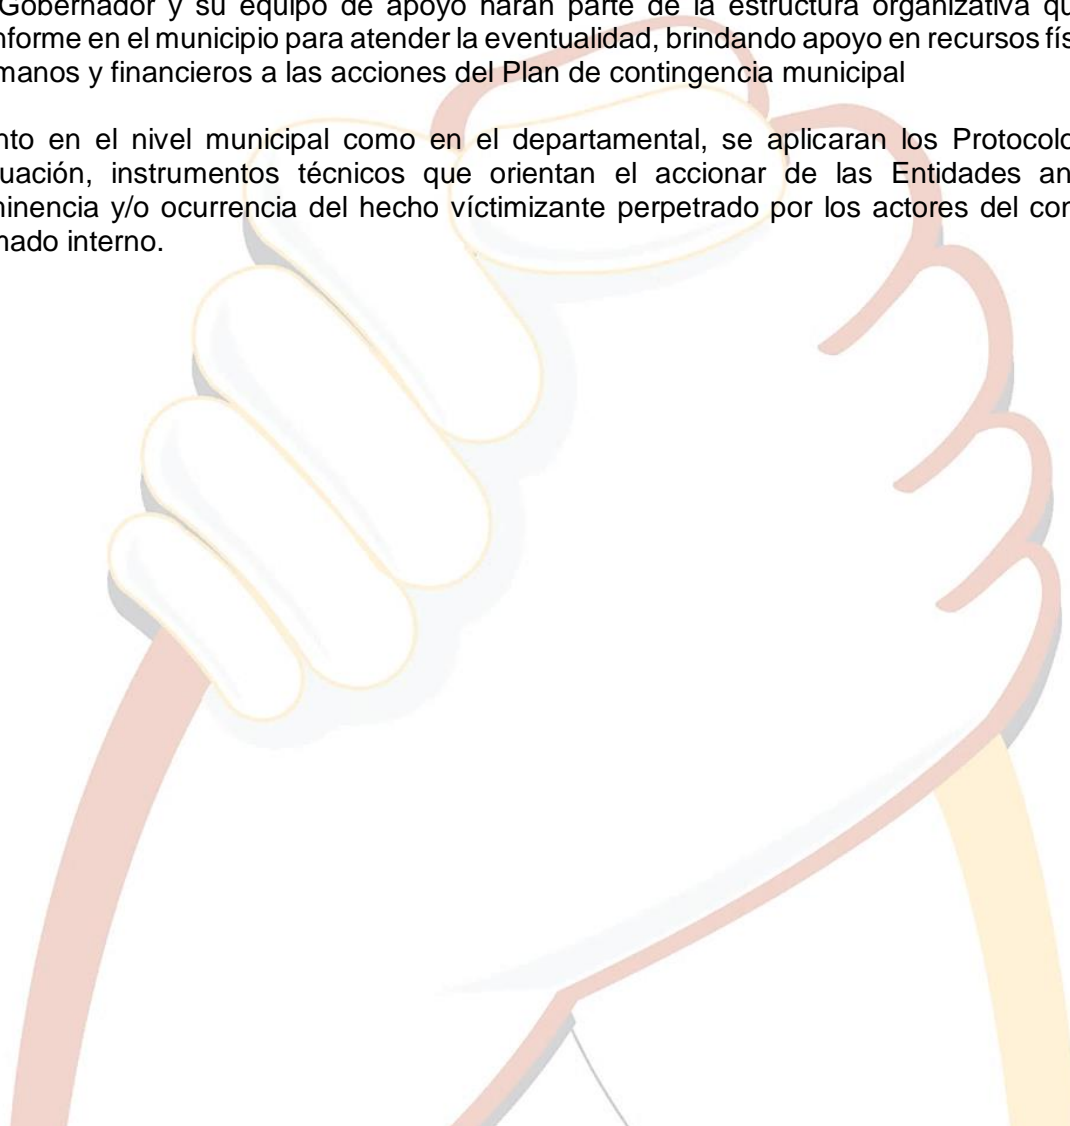 Gobernador y su equipo de apoyo harán parte de la estructura organizativa qu
nforme en el municipio para atender la eventualidad, brindando apoyo en recursos fís
manos y financieros a las acciones del Plan de contingencia municipal
nto en el nivel municipal como en el departamental, se aplicaran los Protocolo
uación, instrumentos técnicos que orientan el accionar de las Entidades an
minencia y/o ocurrencia del hecho víctimizante perpetrado por los actores del con
mado interno.